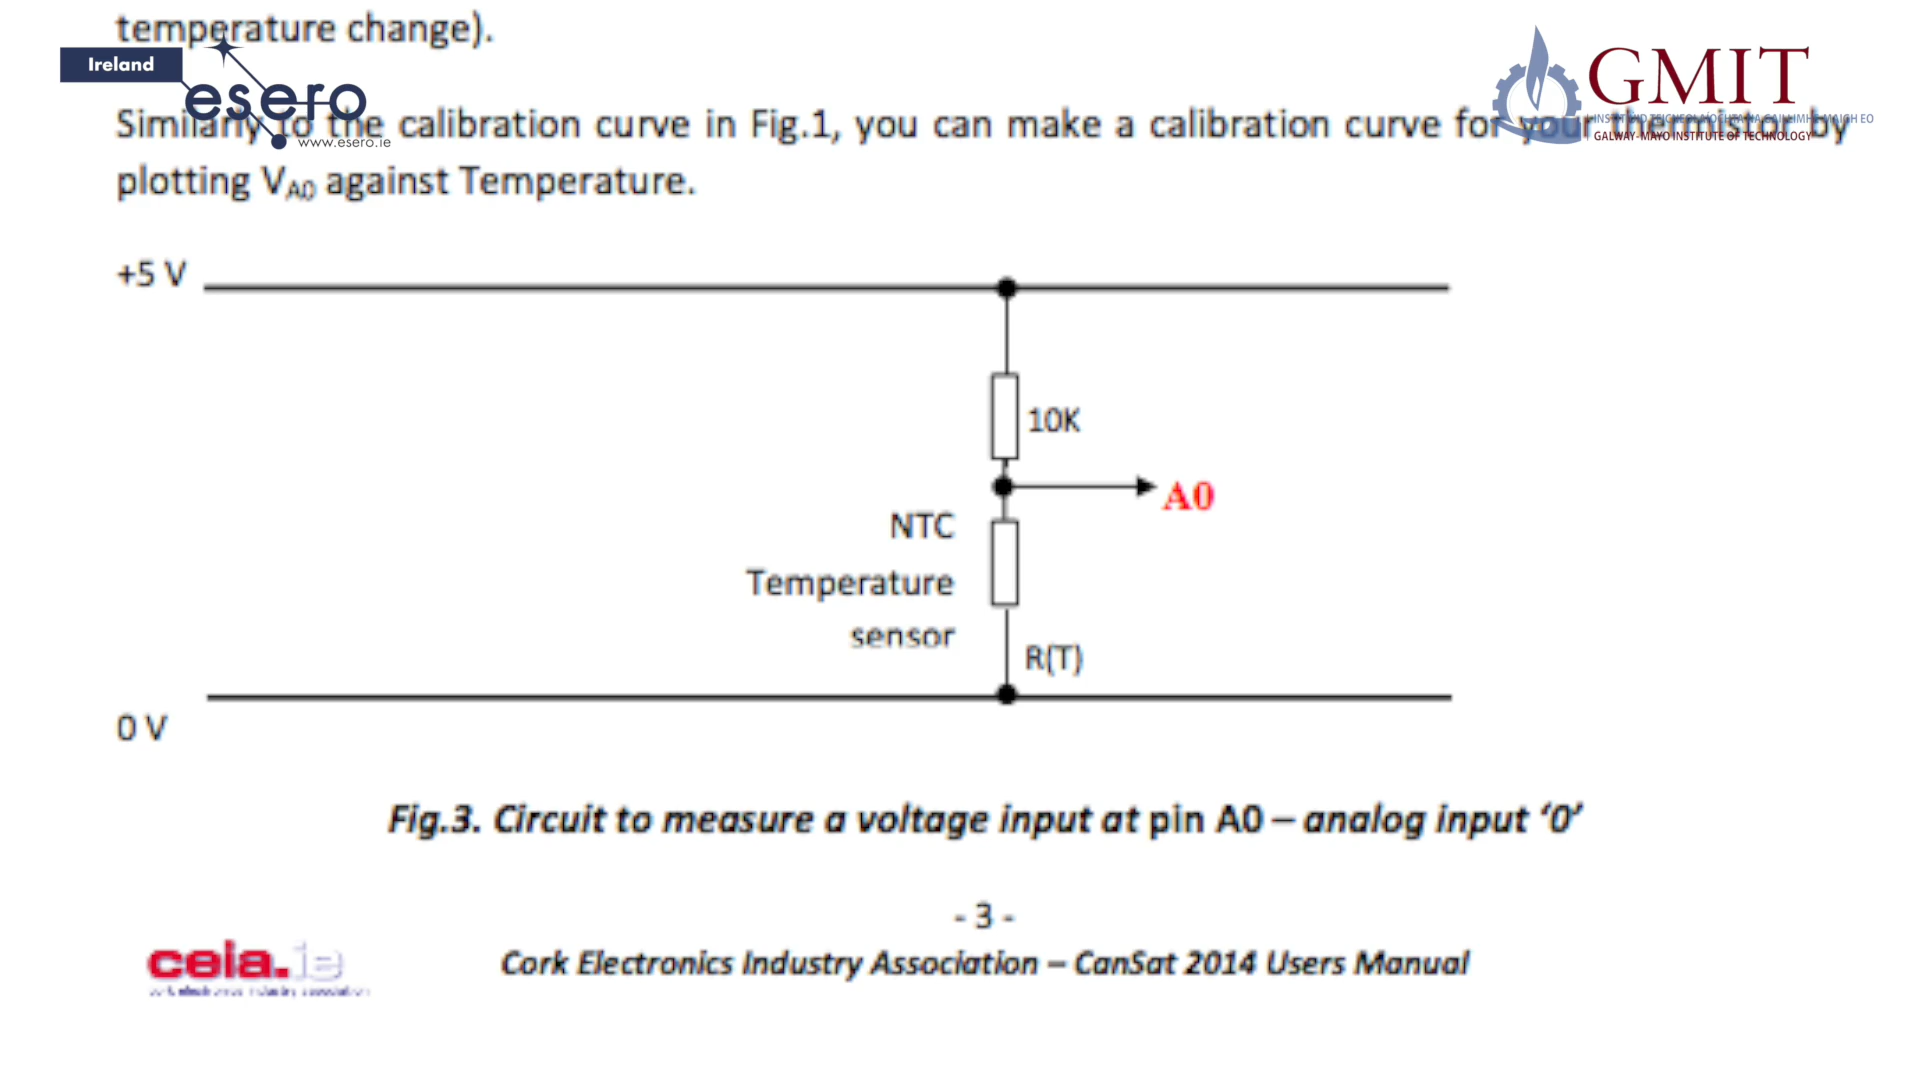 temperature change).
Ireland
esero
www.esero.ie
GMIT
GALWAY-MAYO INSTITUTE OF TECHNOLOGY
Similarly to the calibration curve in Fig.1, you can make a calibration curve for your thermistor by
plotting VA0 against Temperature.
+5 V
10K
A0
NTC
Temperature
sensor
R(T)
0 V
Fig.3. Circuit to measure a voltage input at pin A0 – analog input ‘0’
- 3 -
ceia.ie
Cork Electronics Industry Association – CanSat 2014 Users Manual